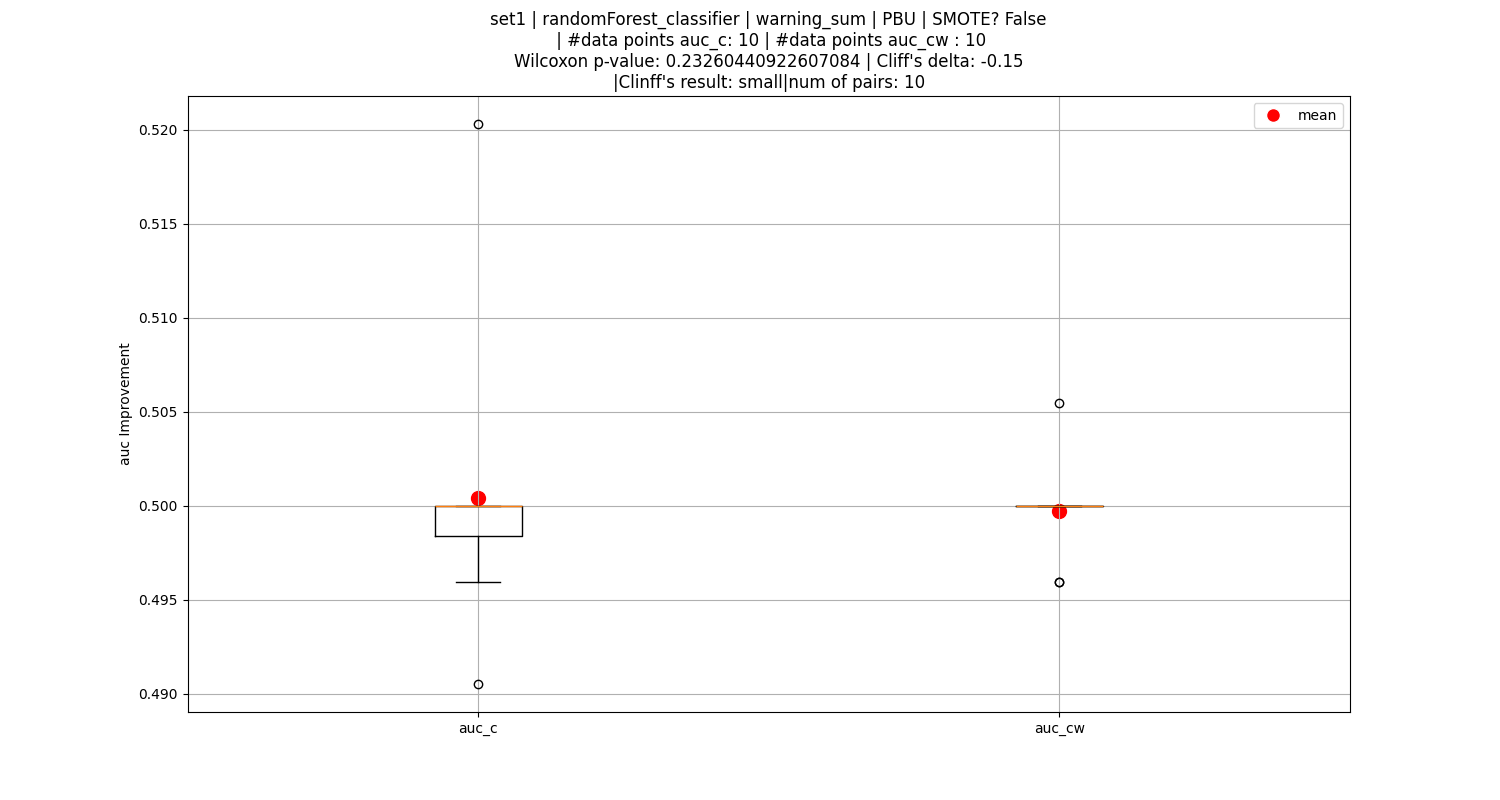 set1 | randomForest_classifier | warning_sum | PBU | SMOTE? False
| #data points auc_c: 10 | #data points auc_cw : 10
Wilcoxon p-value: 0.23260440922607084 | Cliff's delta: -0.15
|Clinff's result: small|num of pairs: 10
mean
0.520
0.515
0.510
0.505
0.500
0.495
0.490
auc Improvement
auc_c
auc_cw